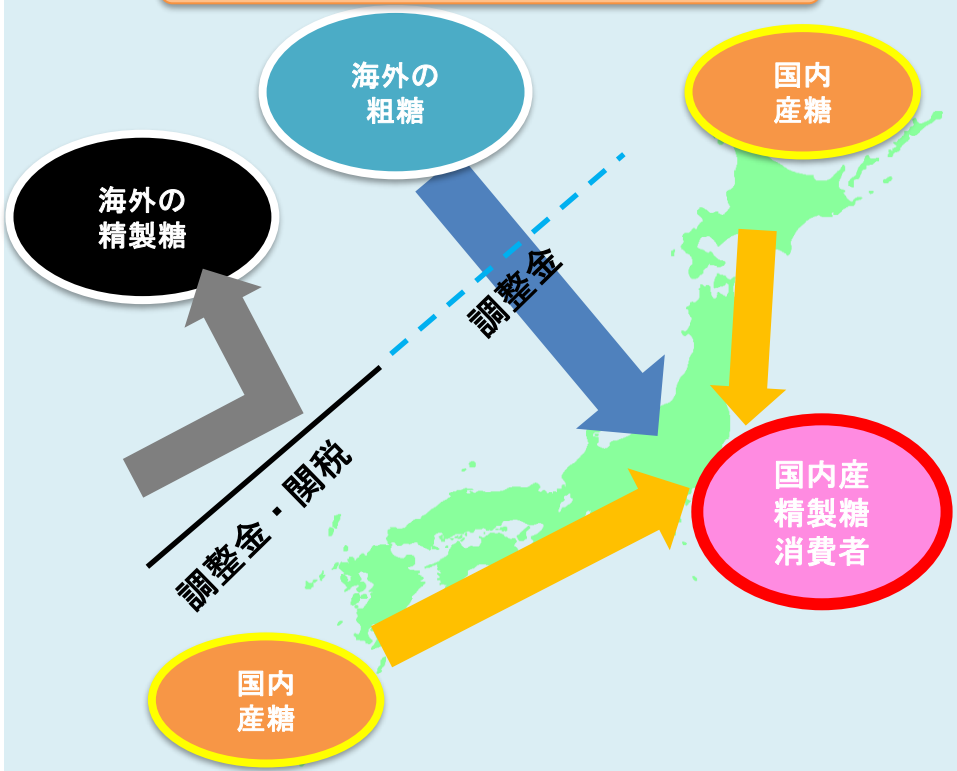 海外の
粗糖
国内
産糖
海外の
精製糖
調整金
調整金・関税
国内産
精製糖
消費者
国内
産糖